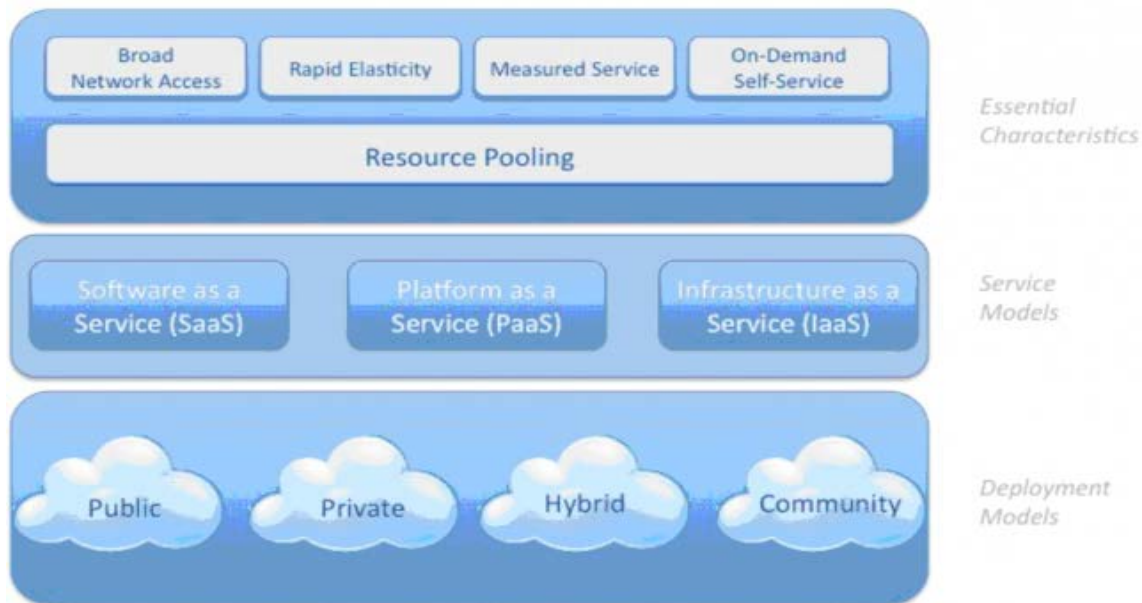 Broad
Network Access
Rapid Elasticity
Measured Service
On-Demand
Self-Service
Resource Pooling
Essential
Characteristics
Software as a
Service (SaaS)
Platform as a
Service (PaaS)
Infrastructure as a
Service (IaaS)
Service
Models
Public
Private
Hybrid
Community
Deployment
Models